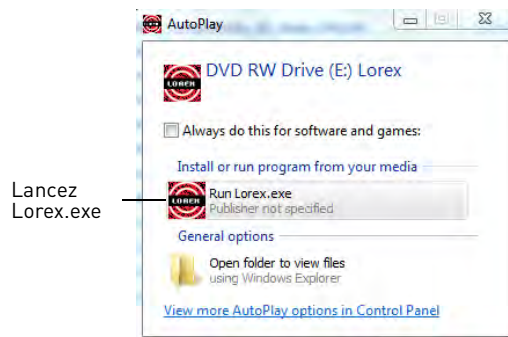 AutoPlay
DVD RW Drive (E:) Lorex
Always do this for software and games:
Install or run program from your media
Lancez
Lorex.exe
LOREX
Run Lorex.exe
Publisher not specified
General options
Open folder to view files
using Windows Explorer
View more AutoPlay options in Control Panel